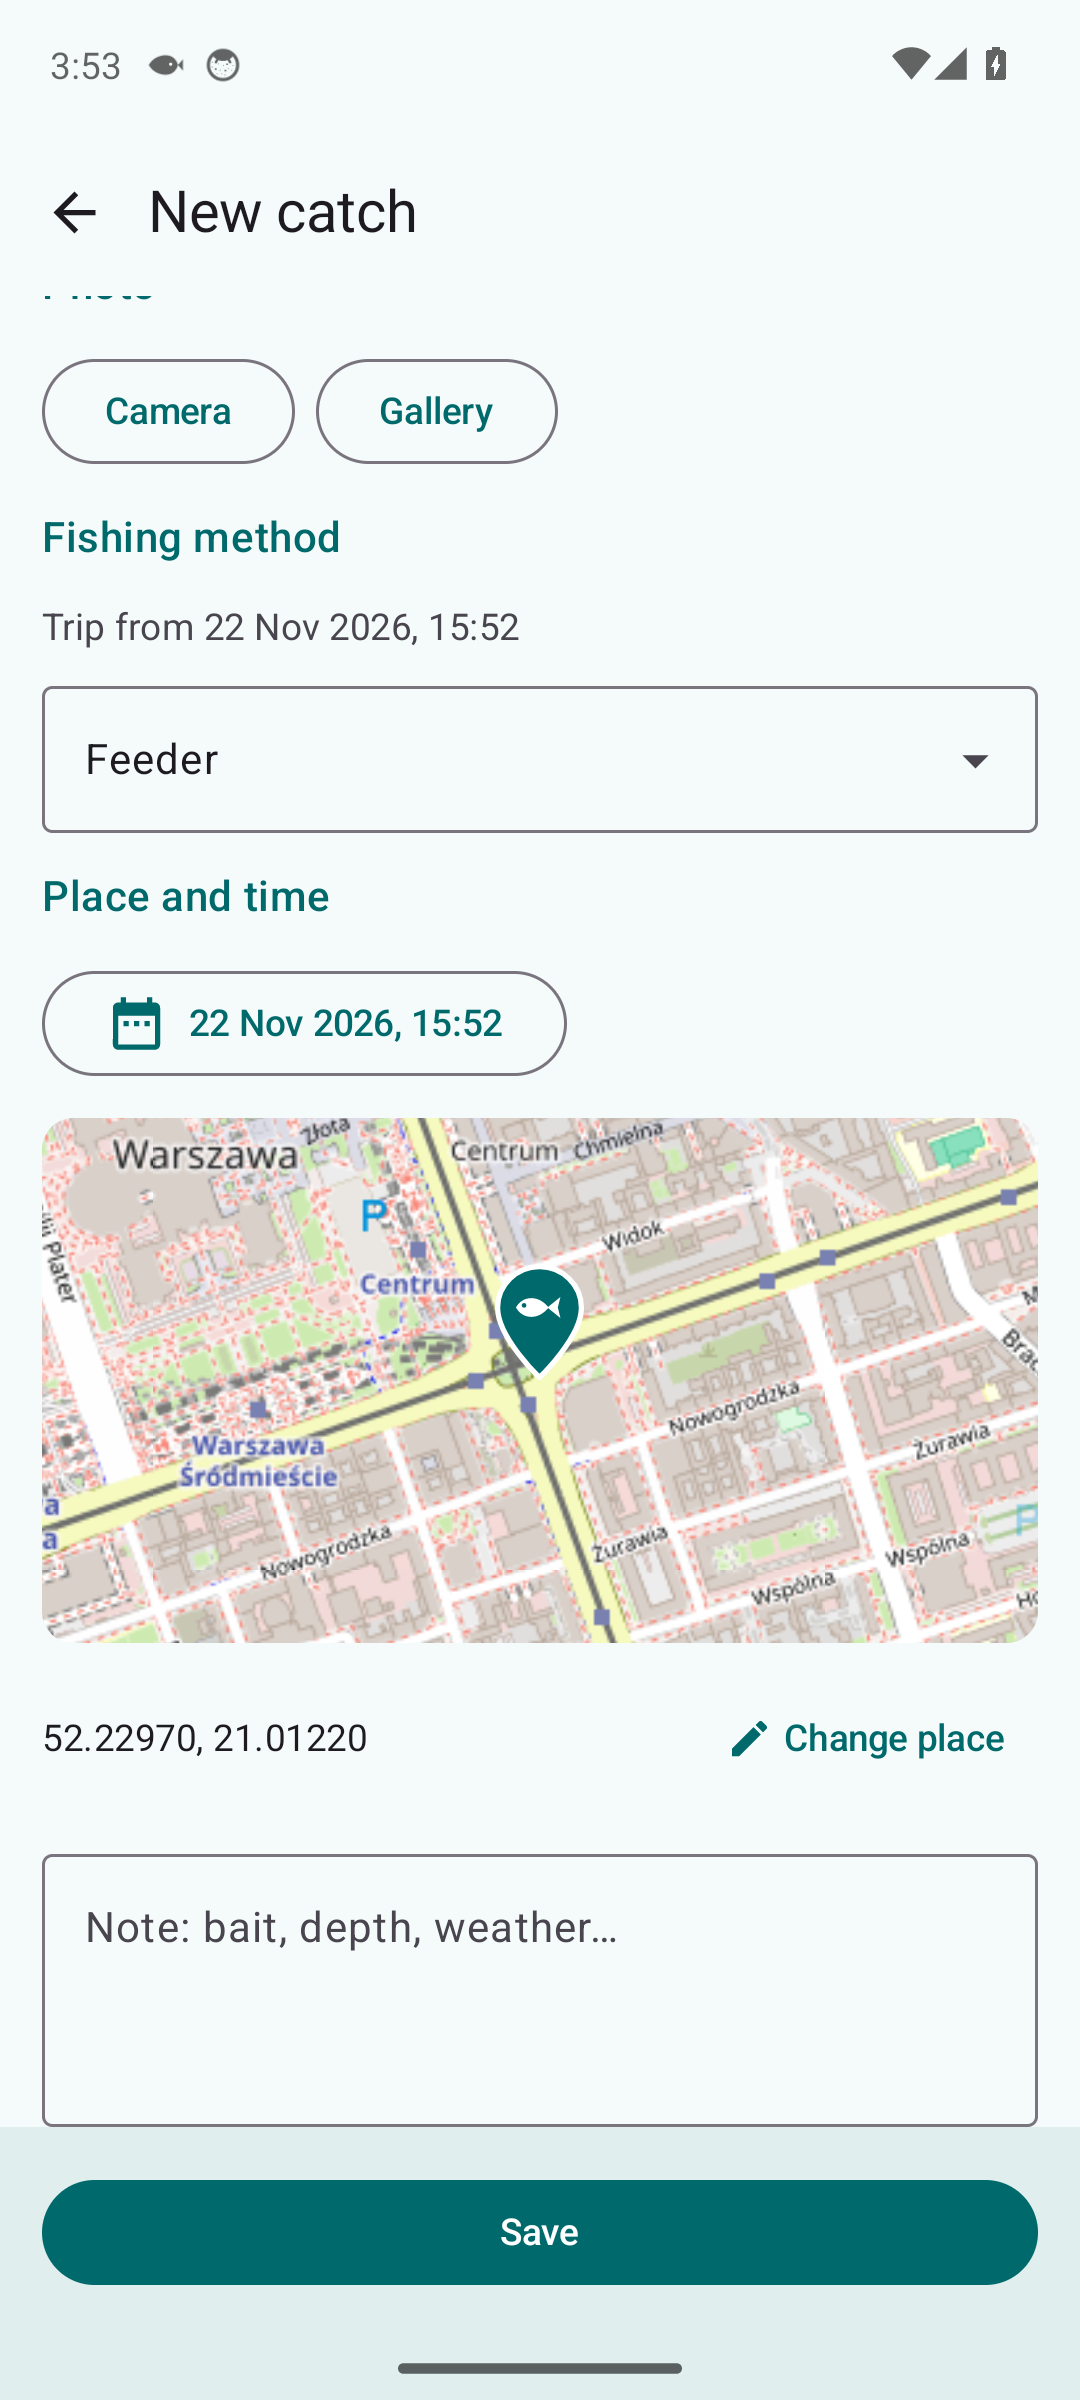 3:53
New catch
Photo
Camera
Gallery
Fishing method
Trip from 22 Nov 2026, 15:52
Feeder
Place and time
22 Nov 2026, 15:52
Warszawa
Złota
Centrum
Chmielna
P
Widok
Centrum
Nowogrodzka
Żurawia
Warszawa
Śródmieście
a
a
P
Nowogrodzka
Żurawia
Wspólna
Wspólna
52.22970, 21.01220
Change place
Note: bait, depth, weather…
Save